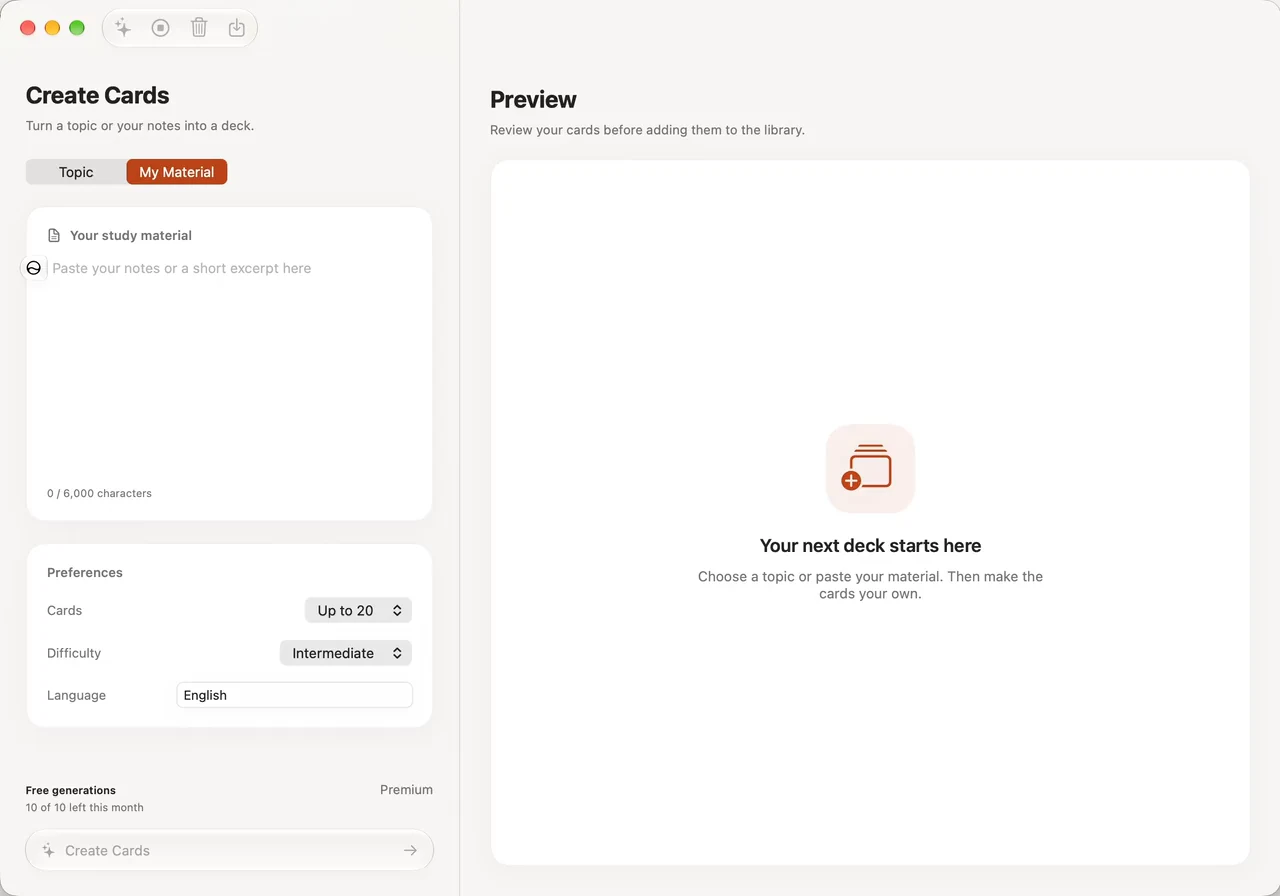 Create Cards
Turn a topic or your notes into a deck.
Topic
My Material
Your study material
Paste your notes or a short excerpt here
0 / 6,000 characters
Preferences
Cards
Up to 20
Difficulty
Intermediate
Language
English
Free generations
10 of 10 left this month
Premium
Create Cards
Preview
Review your cards before adding them to the library.
Your next deck starts here
Choose a topic or paste your material. Then make the
cards your own.